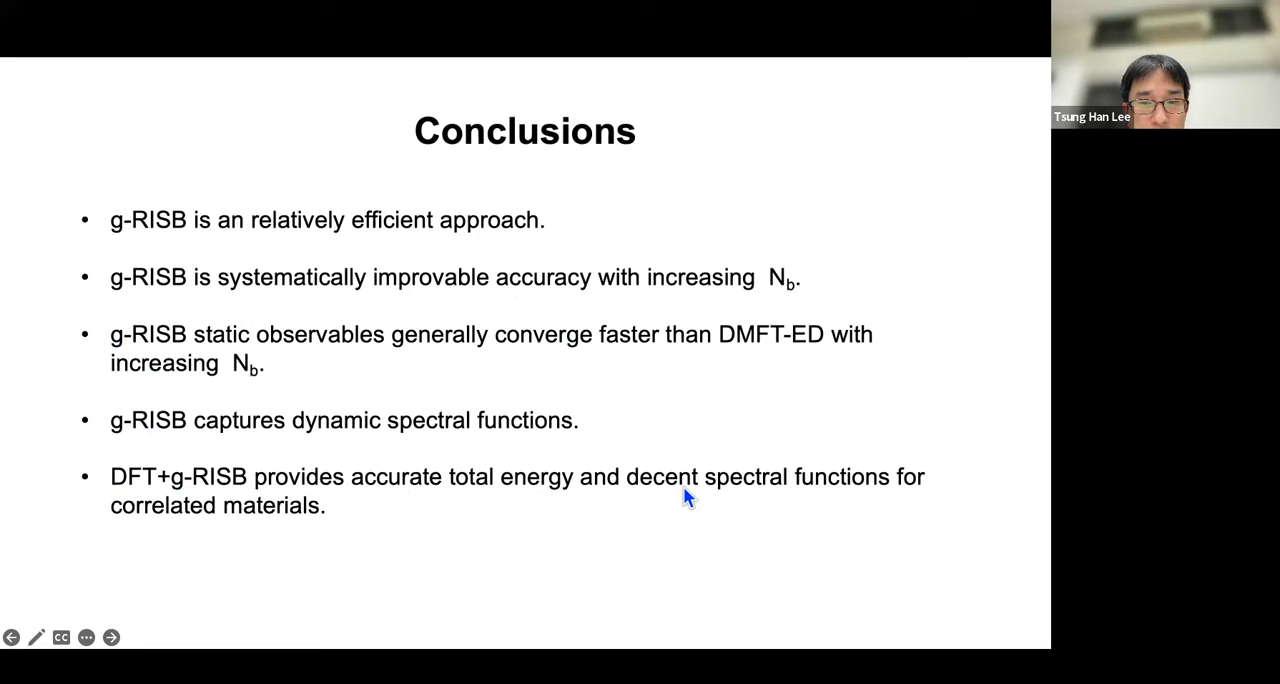 Conclusions
• g-RISB is an relatively efficient approach.
• g-RISB is systematically improvable accuracy with increasing N_b.
• g-RISB static observables generally converge faster than DMFT-ED with
increasing N_b.
• g-RISB captures dynamic spectral functions.
• DFT+g-RISB provides accurate total energy and decent spectral functions for
correlated materials.
Tsung Han Lee
CC